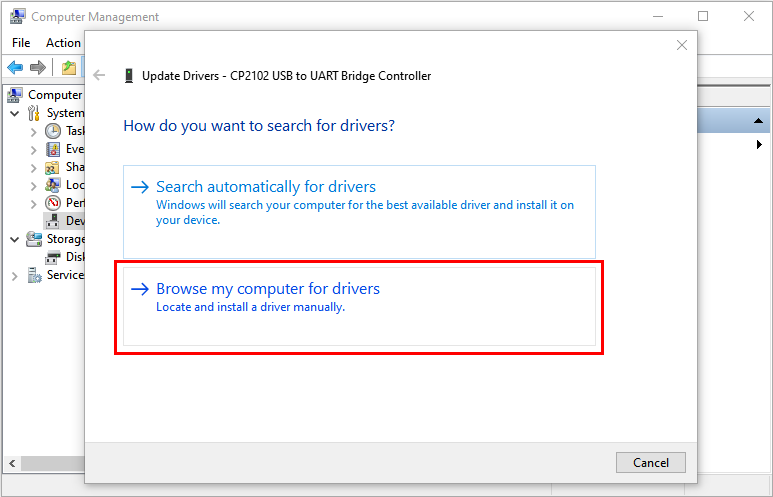 Computer Management
File Action
Update Drivers - CP2102 USB to UART Bridge Controller
Computer
System
Task
Eve
Sha
Loc
Perf
Dev
Storage
Disk
Service
How do you want to search for drivers?
Search automatically for drivers
Windows will search your computer for the best available driver and install it on
your device.
Browse my computer for drivers
Locate and install a driver manually.
Cancel